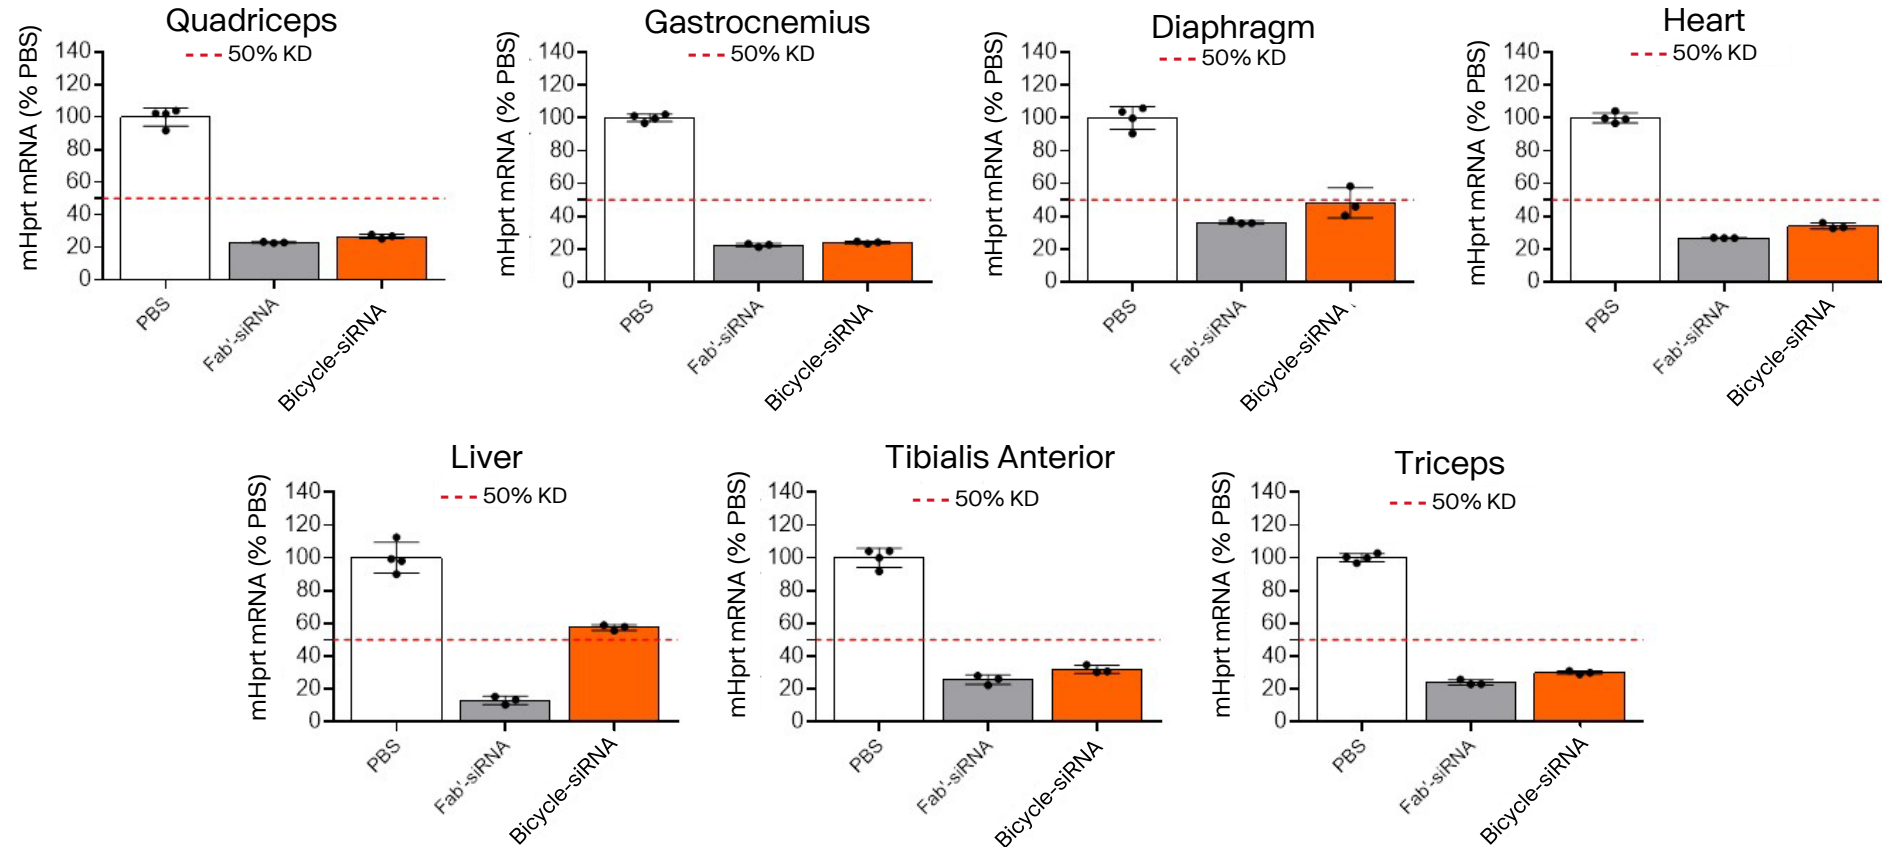 Quadriceps
50% KD
mHprt mRNA (% PBS)
140
120
100
80
60
40
20
0
PBS
Fab'-siRNA
Bicycle-siRNA
Gastrocnemius
50% KD
mHprt mRNA (% PBS)
140
120
100
80
60
40
20
0
PBS
Fab'-siRNA
Bicycle-siRNA
Diaphragm
50% KD
mHprt mRNA (% PBS)
140
120
100
80
60
40
20
0
PBS
Fab'-siRNA
Bicycle-siRNA
Heart
50% KD
mHprt mRNA (% PBS)
140
120
100
80
60
40
20
0
PBS
Fab'-siRNA
Bicycle-siRNA
Liver
50% KD
mHprt mRNA (% PBS)
140
120
100
80
60
40
20
0
PBS
Fab'-siRNA
Bicycle-siRNA
Tibialis Anterior
50% KD
mHprt mRNA (% PBS)
140
120
100
80
60
40
20
0
PBS
Fab'-siRNA
Bicycle-siRNA
Triceps
50% KD
mHprt mRNA (% PBS)
140
120
100
80
60
40
20
0
PBS
Fab'-siRNA
Bicycle-siRNA